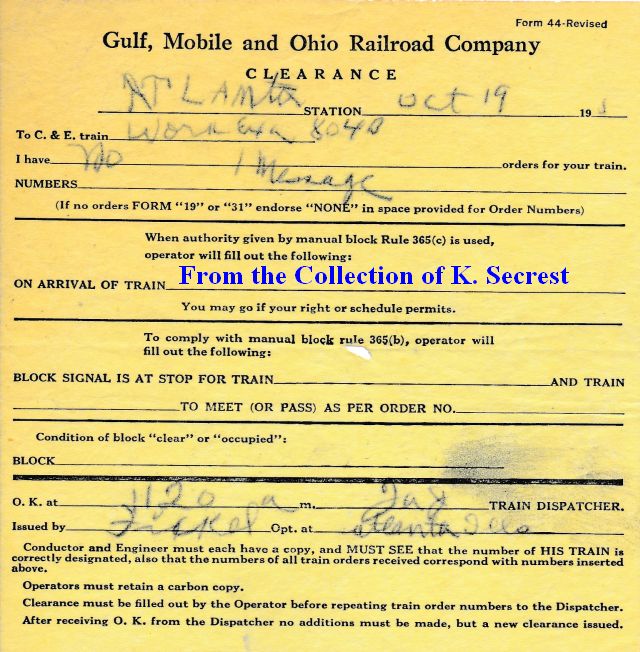 Form 44-Revised
Gulf, Mobile and Ohio Railroad Company
CLEARANCE
ATLAnta STATION Oct 19 19
To C. & E. train Work Exa 804B
I have No 1 Message orders for your train.
NUMBERS
(If no orders FORM "19" or "31" endorse "NONE" in space provided for Order Numbers)
When authority given by manual block Rule 365(c) is used,
operator will fill out the following:
ON ARRIVAL OF TRAIN From the Collection of K. Secrest
You may go if your right or schedule permits.
To comply with manual block rule 365(b), operator will
fill out the following:
BLOCK SIGNAL IS AT STOP FOR TRAIN AND TRAIN
TO MEET (OR PASS) AS PER ORDER NO.
Condition of block "clear" or "occupied":
BLOCK
O. K. at 1120 a m. TRAIN DISPATCHER.
Issued by Fickel Opt. at Atlanta Ills
Conductor and Engineer must each have a copy, and MUST SEE that the number of HIS TRAIN is
correctly designated, also that the numbers of all train orders received correspond with numbers inserted
above.
Operators must retain a carbon copy.
Clearance must be filled out by the Operator before repeating train order numbers to the Dispatcher.
After receiving O. K. from the Dispatcher no additions must be made, but a new clearance issued.